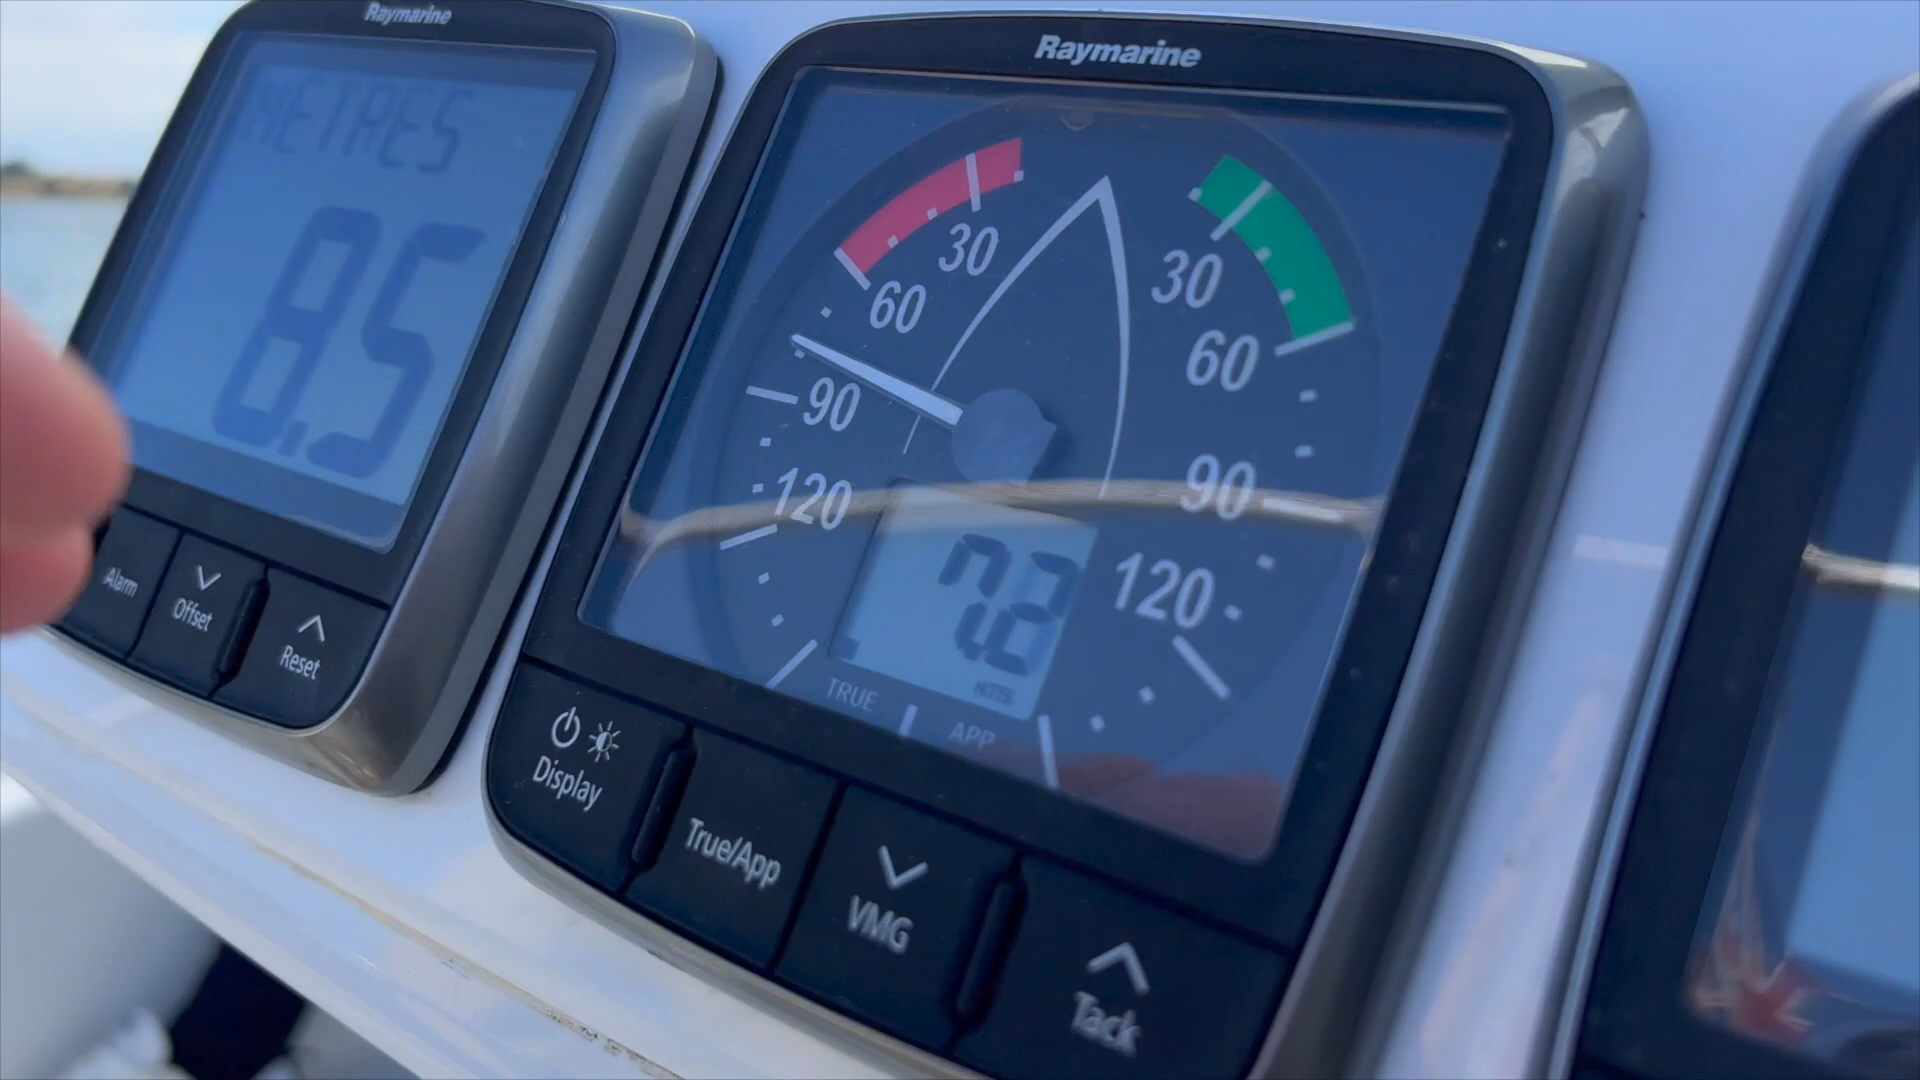 Raymarine
METRES
8.5
Alarm
Offset
Reset
Raymarine
30
60
90
120
30
60
90
120
7.2
TRUE
APP
Display
True/App
VMG
Tack